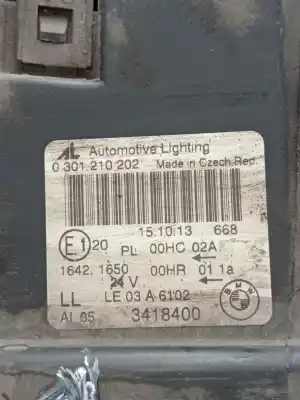 AL Automotive Lighting
0 301 210 202 Made in Czech Rep.
15.10.13 668
E1 20 PL 00HC 02A
1642. 1650 00HR 01 1a
24 V
LL LE 03 A 6102
AI 05 3418400
BMW